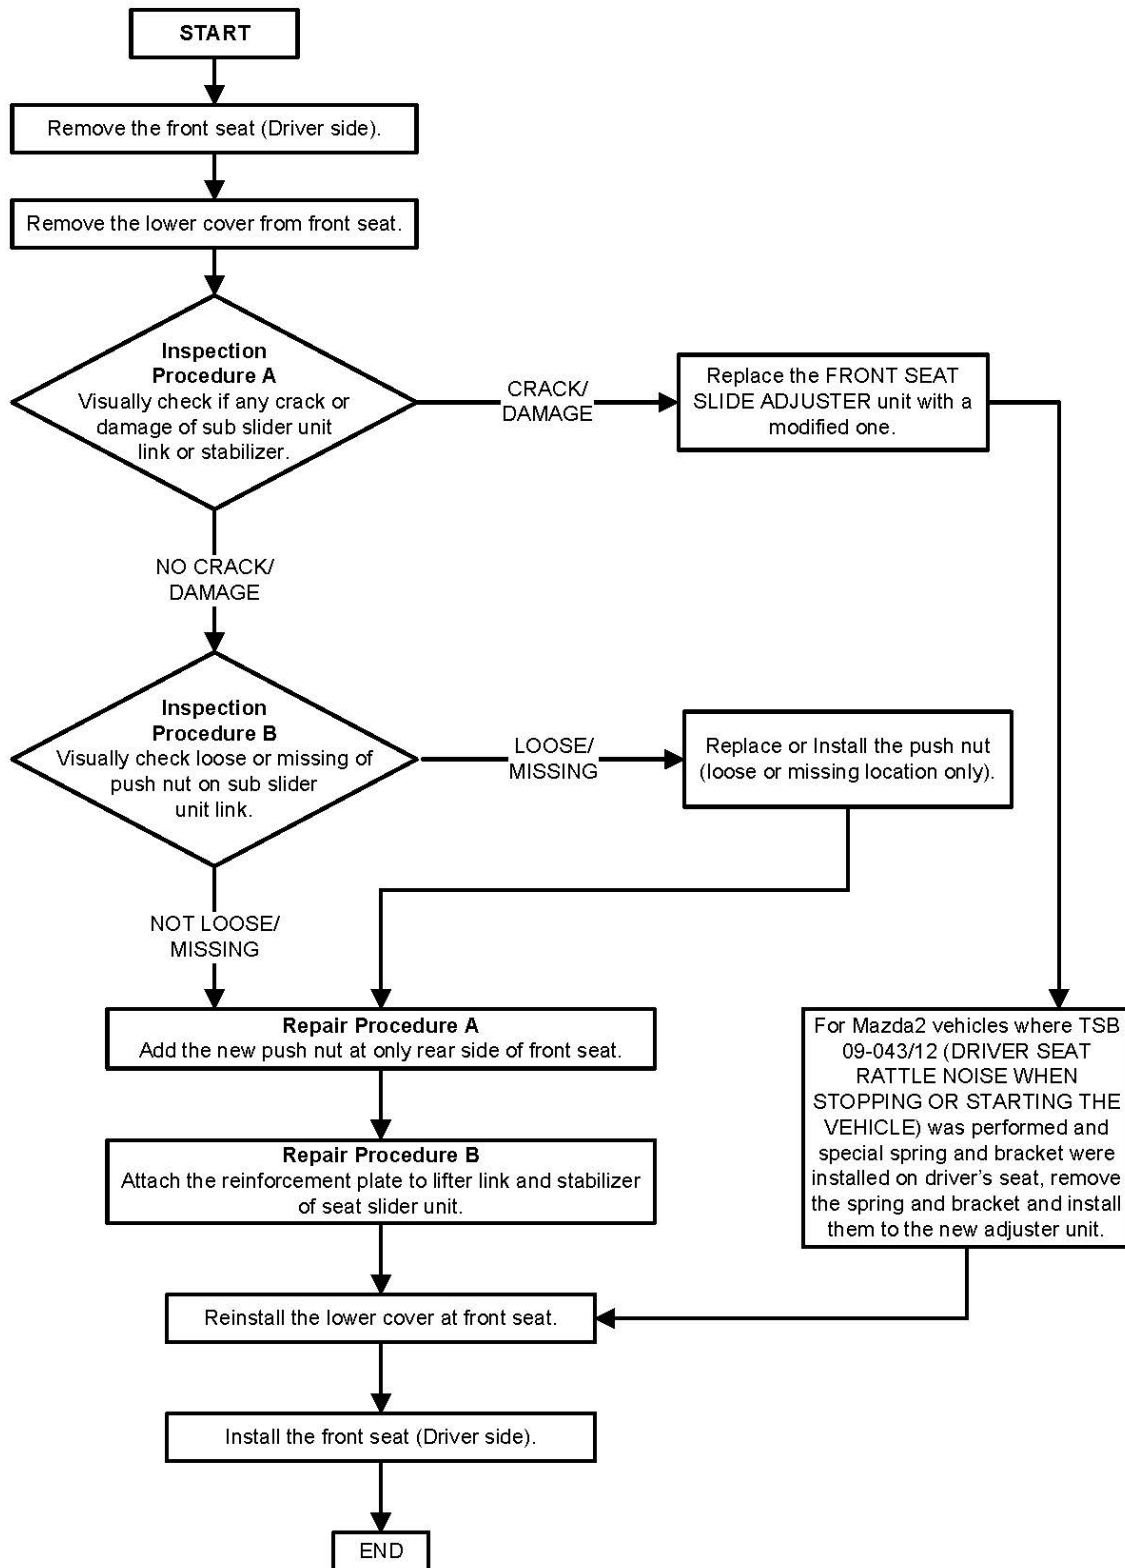 START
Remove the front seat (Driver side).
Remove the lower cover from front seat.
Inspection
Procedure A
Visually check if any crack or
damage of sub slider unit
link or stabilizer.
CRACK/
DAMAGE
Replace the FRONT SEAT
SLIDE ADJUSTER unit with a
modified one.
NO CRACK/
DAMAGE
Inspection
Procedure B
Visually check loose or missing of
push nut on sub slider
unit link.
LOOSE/
MISSING
Replace or Install the push nut
(loose or missing location only).
NOT LOOSE/
MISSING
Repair Procedure A
Add the new push nut at only rear side of front seat.
For Mazda2 vehicles where TSB
09-043/12 (DRIVER SEAT
RATTLE NOISE WHEN
STOPPING OR STARTING THE
VEHICLE) was performed and
special spring and bracket were
installed on driver's seat, remove
the spring and bracket and install
them to the new adjuster unit.
Repair Procedure B
Attach the reinforcement plate to lifter link and stabilizer
of seat slider unit.
Reinstall the lower cover at front seat.
Install the front seat (Driver side).
END